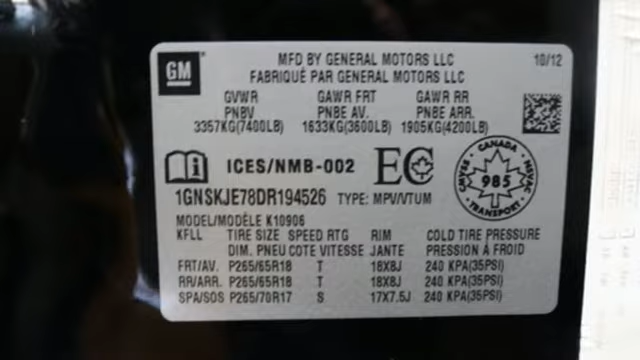 GM
MFD BY GENERAL MOTORS LLC 10/12
FABRIQUÉ PAR GENERAL MOTORS LLC
GVWR GAWR FRT GAWR RR
PNBV PNBE AV. PNBE ARR.
3357KG(7400LB) 1633KG(3600LB) 1905KG(4200LB)
ICES/NMB-002 EC
CANADA
CMVSS NSVAC
985
TRANSPORT
1GNSKJE78DR194526 TYPE: MPV/VTUM
MODEL/MODÈLE K10906
KFLL TIRE SIZE SPEED RTG RIM COLD TIRE PRESSURE
DIM. PNEU COTE VITESSE JANTE PRESSION À FROID
FRT/AV. P265/65R18 T 18X8J 240 KPA(35PSI)
RR/ARR. P265/65R18 T 18X8J 240 KPA(35PSI)
SPA/SOS P265/70R17 S 17X7.5J 240 KPA(35PSI)